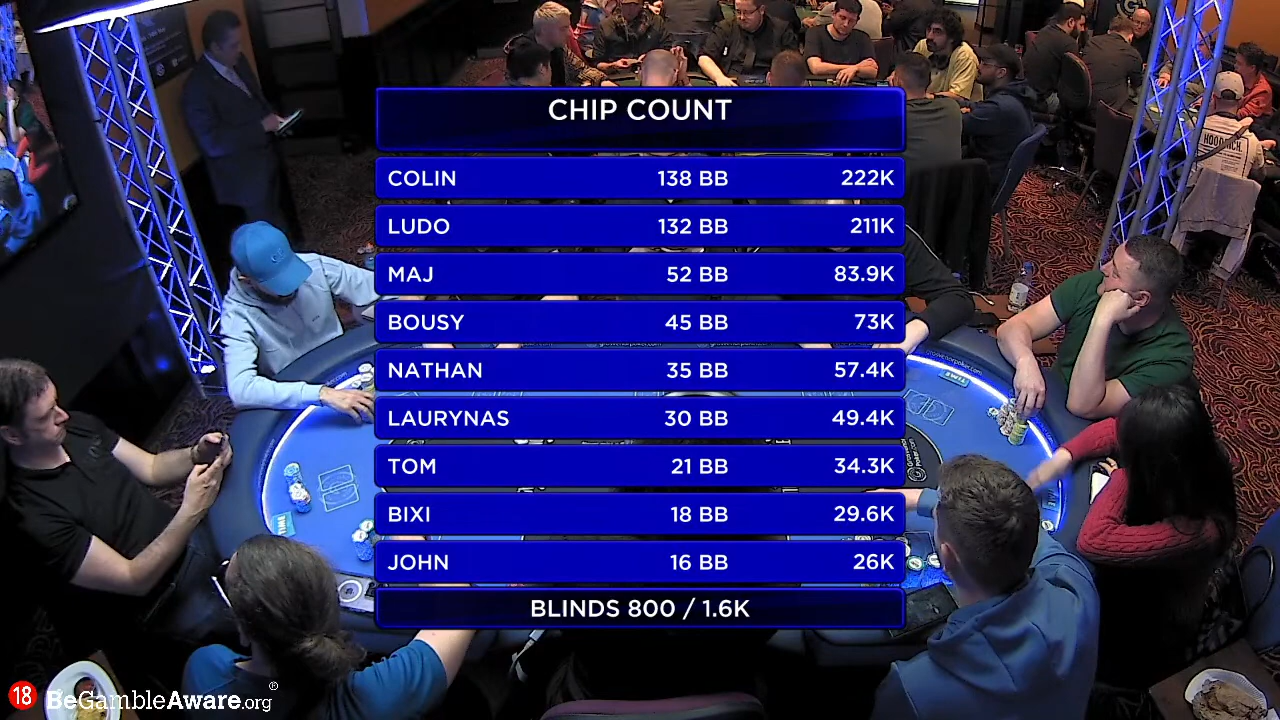 CHIP COUNT
COLIN 138 BB 222K
LUDO 132 BB 211K
MAJ 52 BB 83.9K
BOUSY 45 BB 73K
NATHAN 35 BB 57.4K
LAURYNAS 30 BB 49.4K
TOM 21 BB 34.3K
BIXI 18 BB 29.6K
JOHN 16 BB 26K
BLINDS 800 / 1.6K
18 BeGambleAware.org®